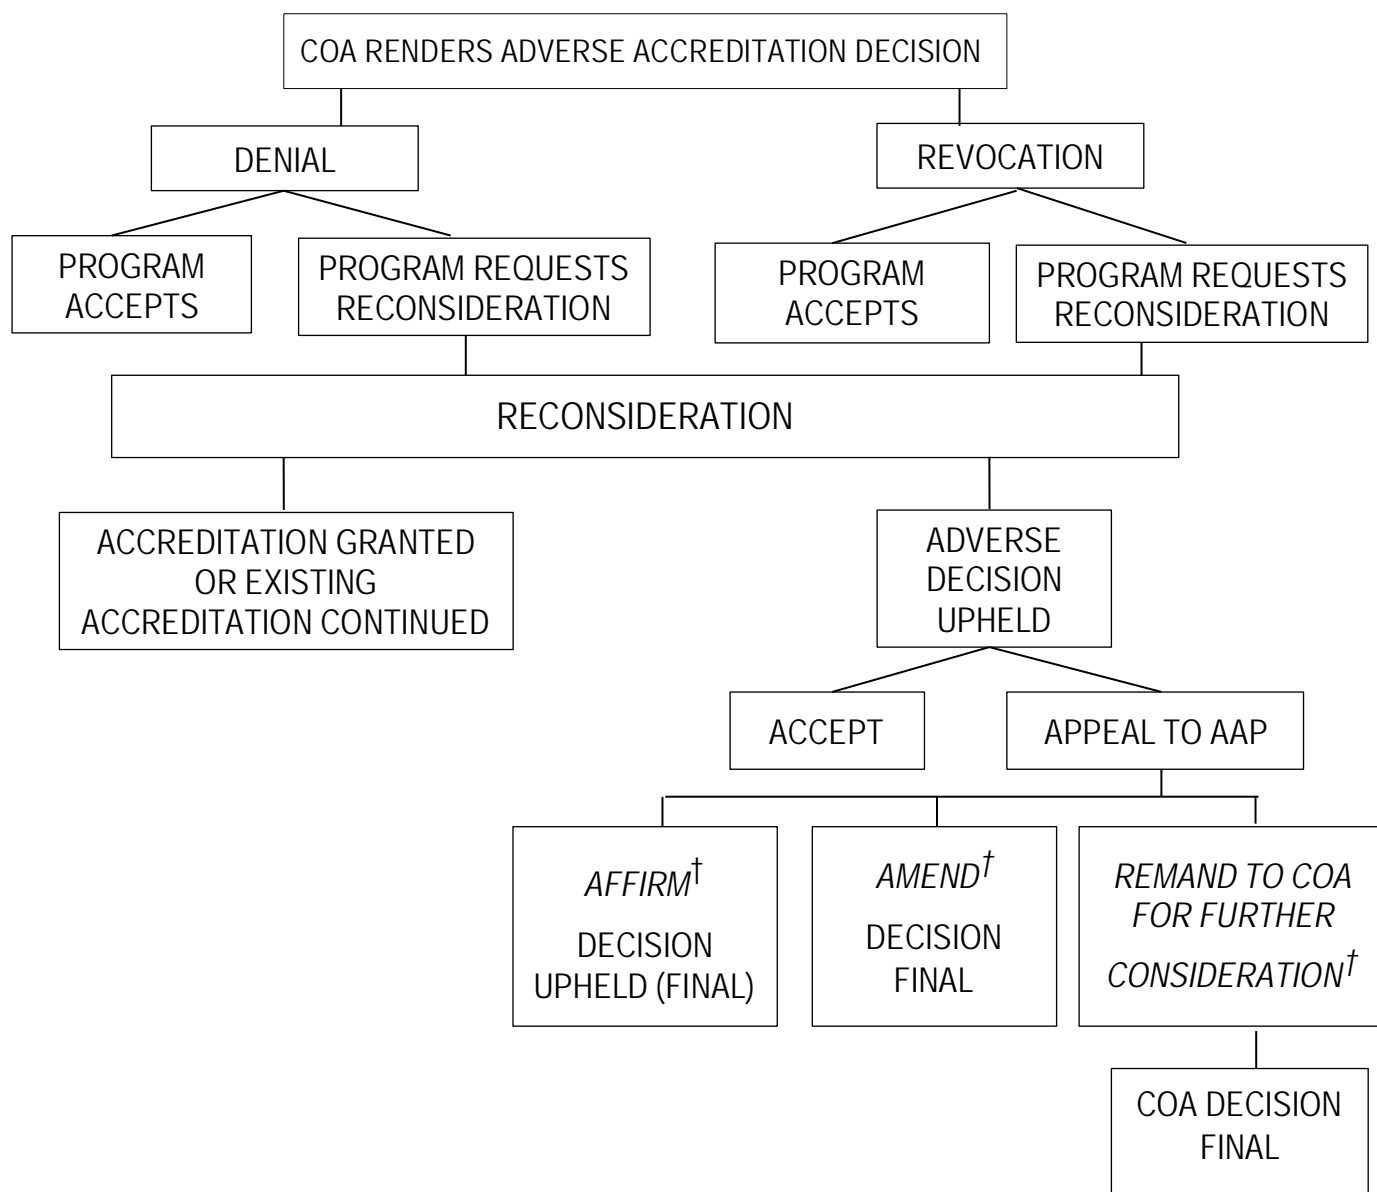 COA RENDERS ADVERSE ACCREDITATION DECISION
DENIAL
REVOCATION
PROGRAM
ACCEPTS
PROGRAM REQUESTS
RECONSIDERATION
PROGRAM
ACCEPTS
PROGRAM REQUESTS
RECONSIDERATION
RECONSIDERATION
ACCREDITATION GRANTED
OR EXISTING
ACCREDITATION CONTINUED
ADVERSE
DECISION
UPHELD
ACCEPT
APPEAL TO AAP
AFFIRM†
DECISION
UPHELD (FINAL)
AMEND†
DECISION
FINAL
REMAND TO COA
FOR FURTHER
CONSIDERATION†
COA DECISION
FINAL